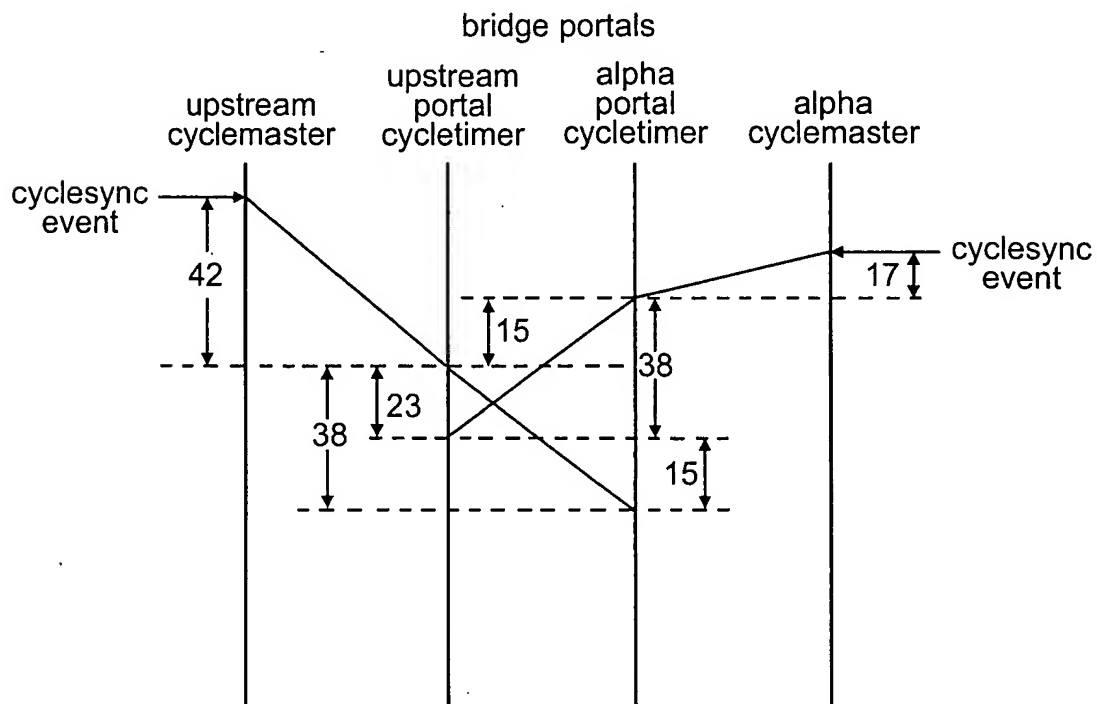 bridge portals
upstream
cyclemaster
upstream
portal
cycletimer
alpha
portal
cycletimer
alpha
cyclemaster
cyclesync
event
cyclesync
event
42
17
15
38
23
38
15